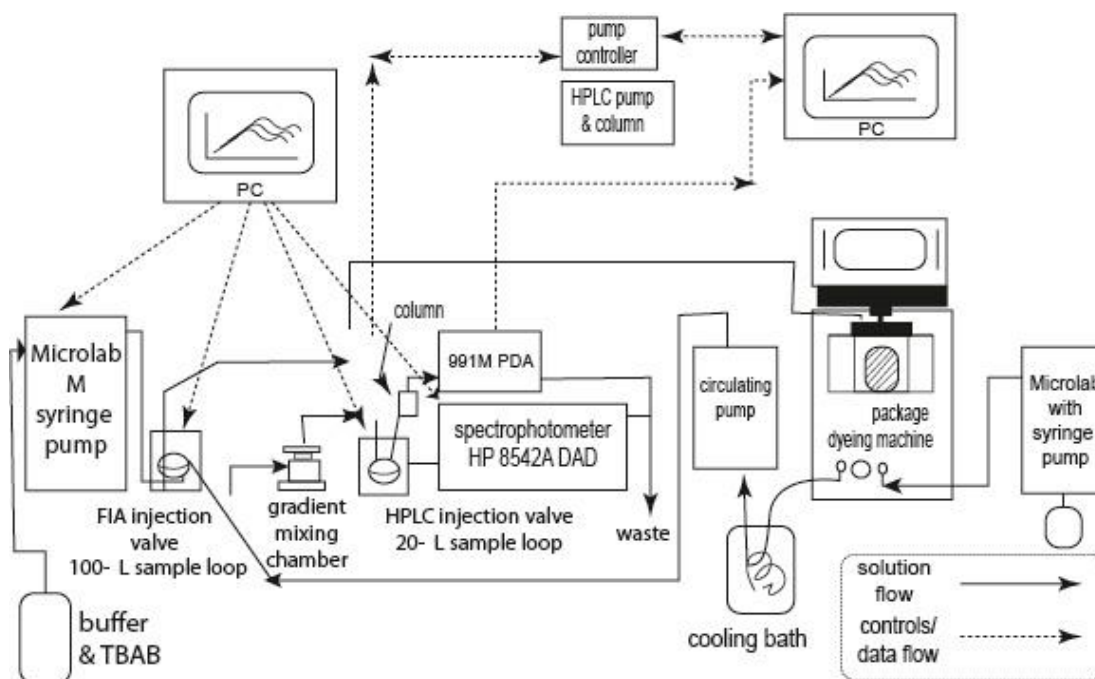 pump
controller
HPLC pump
& column
PC
PC
column
Microlab
M
syringe
pump
991M PDA
spectrophotometer
HP 8542A DAD
circulating
pump
package
dyeing machine
Microlab
with
syringe
pump
FIA injection
valve
100- L sample loop
gradient
mixing
chamber
HPLC injection valve
20- L sample loop
waste
cooling bath
buffer
& TBAB
solution
flow
controls/
data flow